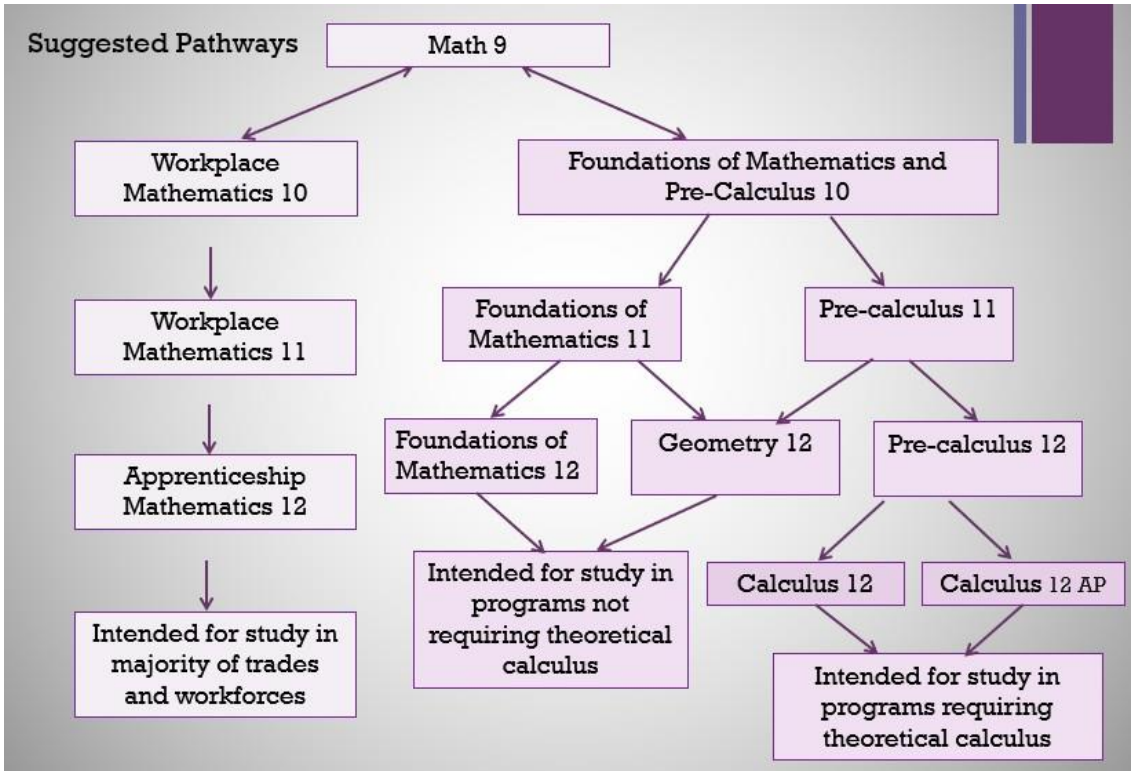 Suggested Pathways
Math 9
Workplace
Mathematics 10
Foundations of Mathematics and
Pre-Calculus 10
Workplace
Mathematics 11
Foundations of
Mathematics 11
Pre-calculus 11
Apprenticeship
Mathematics 12
Foundations of
Mathematics 12
Geometry 12
Pre-calculus 12
Intended for study in
majority of trades
and workforces
Intended for study in
programs not
requiring theoretical
calculus
Calculus 12
Calculus 12 AP
Intended for study in
programs requiring
theoretical calculus